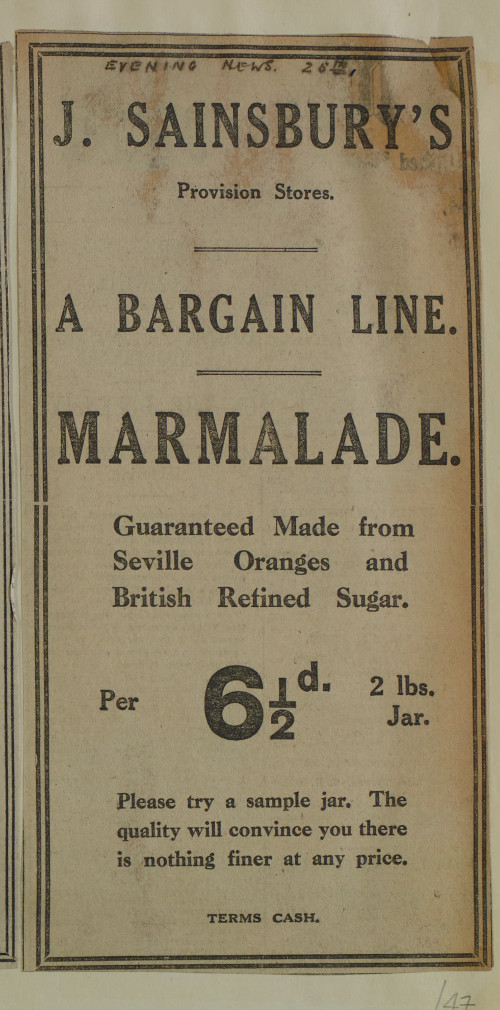 EVENING NEWS. 26TH,
J. SAINSBURY'S
Provision Stores.
A BARGAIN LINE.
MARMALADE.
Guaranteed Made from
Seville Oranges and
British Refined Sugar.
Per 6½d. 2 lbs. Jar.
Please try a sample jar. The
quality will convince you there
is nothing finer at any price.
TERMS CASH.
/47